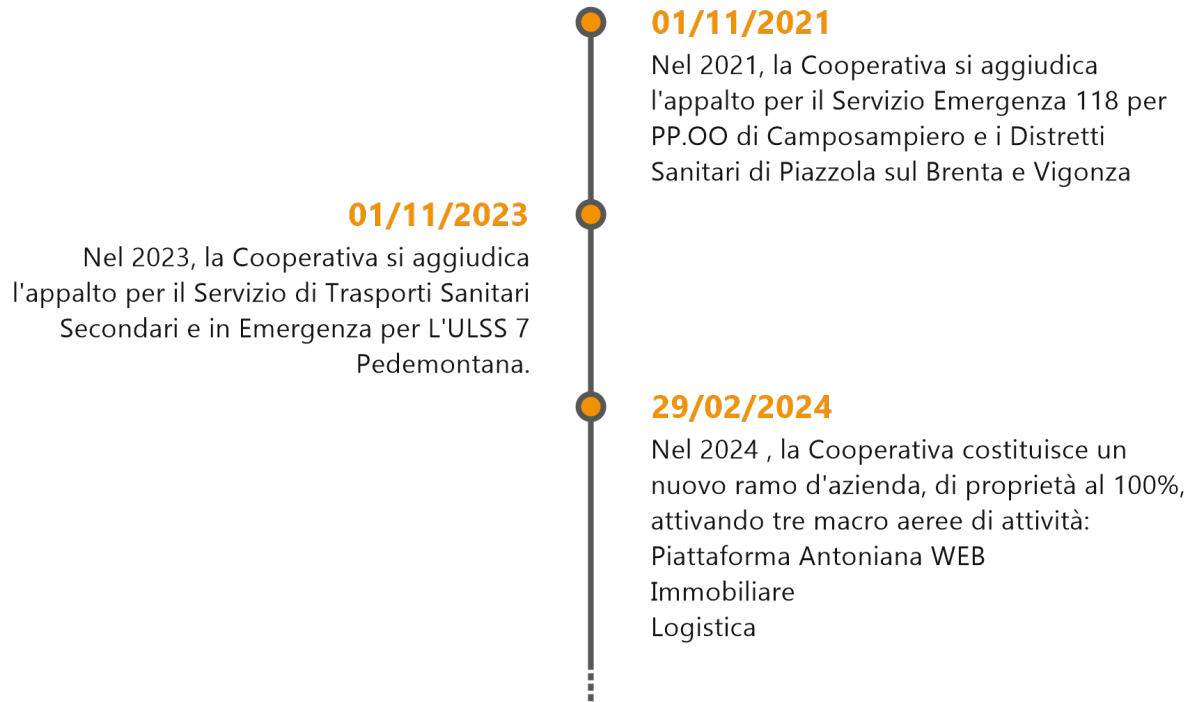 01/11/2021
Nel 2021, la Cooperativa si aggiudica
l'appalto per il Servizio Emergenza 118 per
PP.OO di Camposampiero e i Distretti
Sanitari di Piazzola sul Brenta e Vigonza
01/11/2023
Nel 2023, la Cooperativa si aggiudica
l'appalto per il Servizio di Trasporti Sanitari
Secondari e in Emergenza per L'ULSS 7
Pedemontana.
29/02/2024
Nel 2024 , la Cooperativa costituisce un
nuovo ramo d'azienda, di proprietà al 100%,
attivando tre macro aeree di attività:
Piattaforma Antoniana WEB
Immobiliare
Logistica